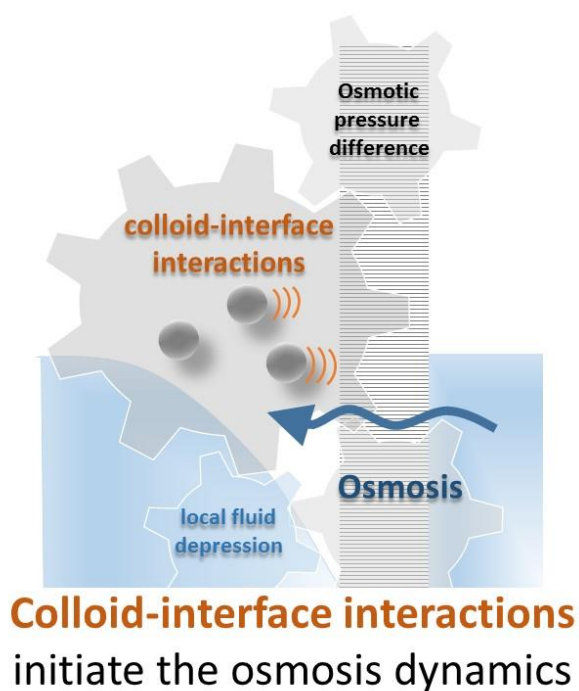 Osmotic
pressure
difference
colloid-interface
interactions
Osmosis
local fluid
depression
Colloid-interface interactions
initiate the osmosis dynamics